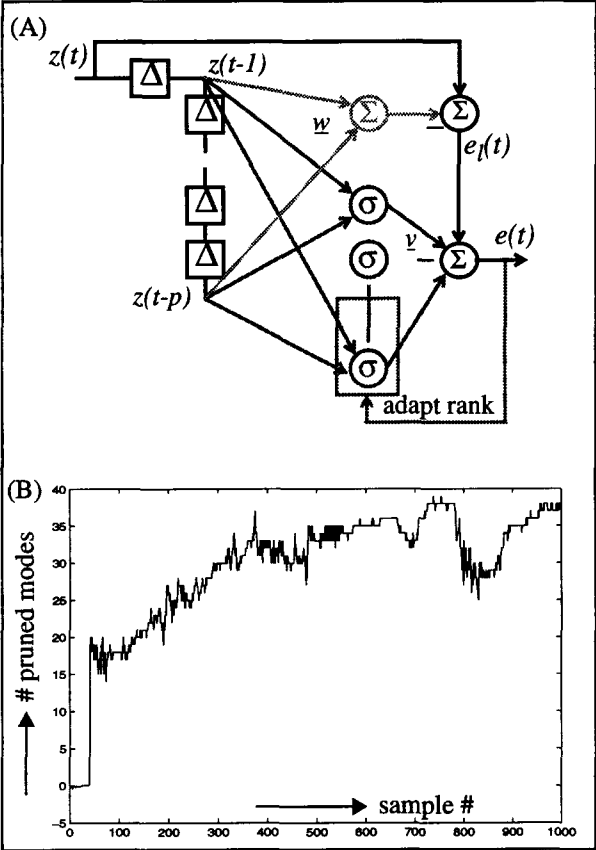 (A)
z(t)
Δ
z(t-1)
Δ
w
Σ
Σ
e_l(t)
Δ
σ
v
e(t)
Δ
σ
Σ
z(t-p)
σ
adapt rank
(B)
40
35
30
25
20
15
10
5
0
-5
# pruned modes
sample #
0 100 200 300 400 500 600 700 800 900 1000